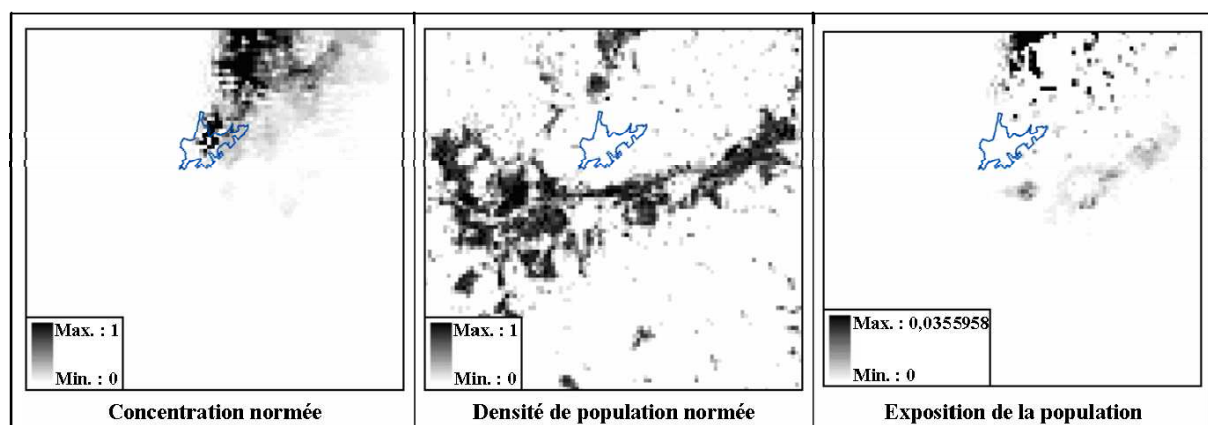 Max. : 1
Min. : 0
Concentration normée
Max. : 1
Min. : 0
Densité de population normée
Max. : 0,0355958
Min. : 0
Exposition de la population